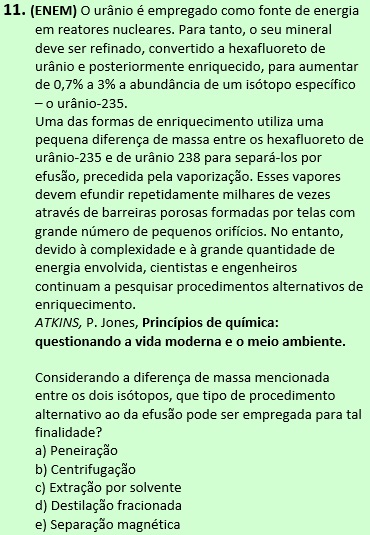 11. (ENEM) O urânio é empregado como fonte de energia
em reatores nucleares. Para tanto, o seu mineral
deve ser refinado, convertido a hexafluoreto de
urânio e posteriormente enriquecido, para aumentar
de 0,7% a 3% a abundância de um isótopo específico
– o urânio-235.
Uma das formas de enriquecimento utiliza uma
pequena diferença de massa entre os hexafluoreto de
urânio-235 e de urânio 238 para separá-los por
efusão, precedida pela vaporização. Esses vapores
devem efundir repetidamente milhares de vezes
através de barreiras porosas formadas por telas com
grande número de pequenos orifícios. No entanto,
devido à complexidade e à grande quantidade de
energia envolvida, cientistas e engenheiros
continuam a pesquisar procedimentos alternativos de
enriquecimento.
ATKINS, P. Jones, Princípios de química:
questionando a vida moderna e o meio ambiente.
Considerando a diferença de massa mencionada
entre os dois isótopos, que tipo de procedimento
alternativo ao da efusão pode ser empregada para tal
finalidade?
a) Peneiração
b) Centrifugação
c) Extração por solvente
d) Destilação fracionada
e) Separação magnética